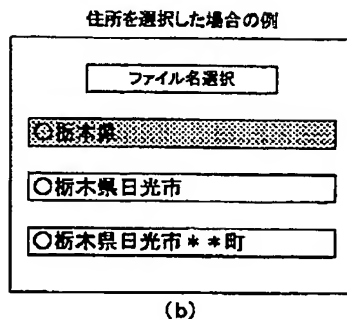 住所を選択した場合の例
ファイル名選択
○栃木県
○栃木県日光市
○栃木県日光市＊＊町
(b)